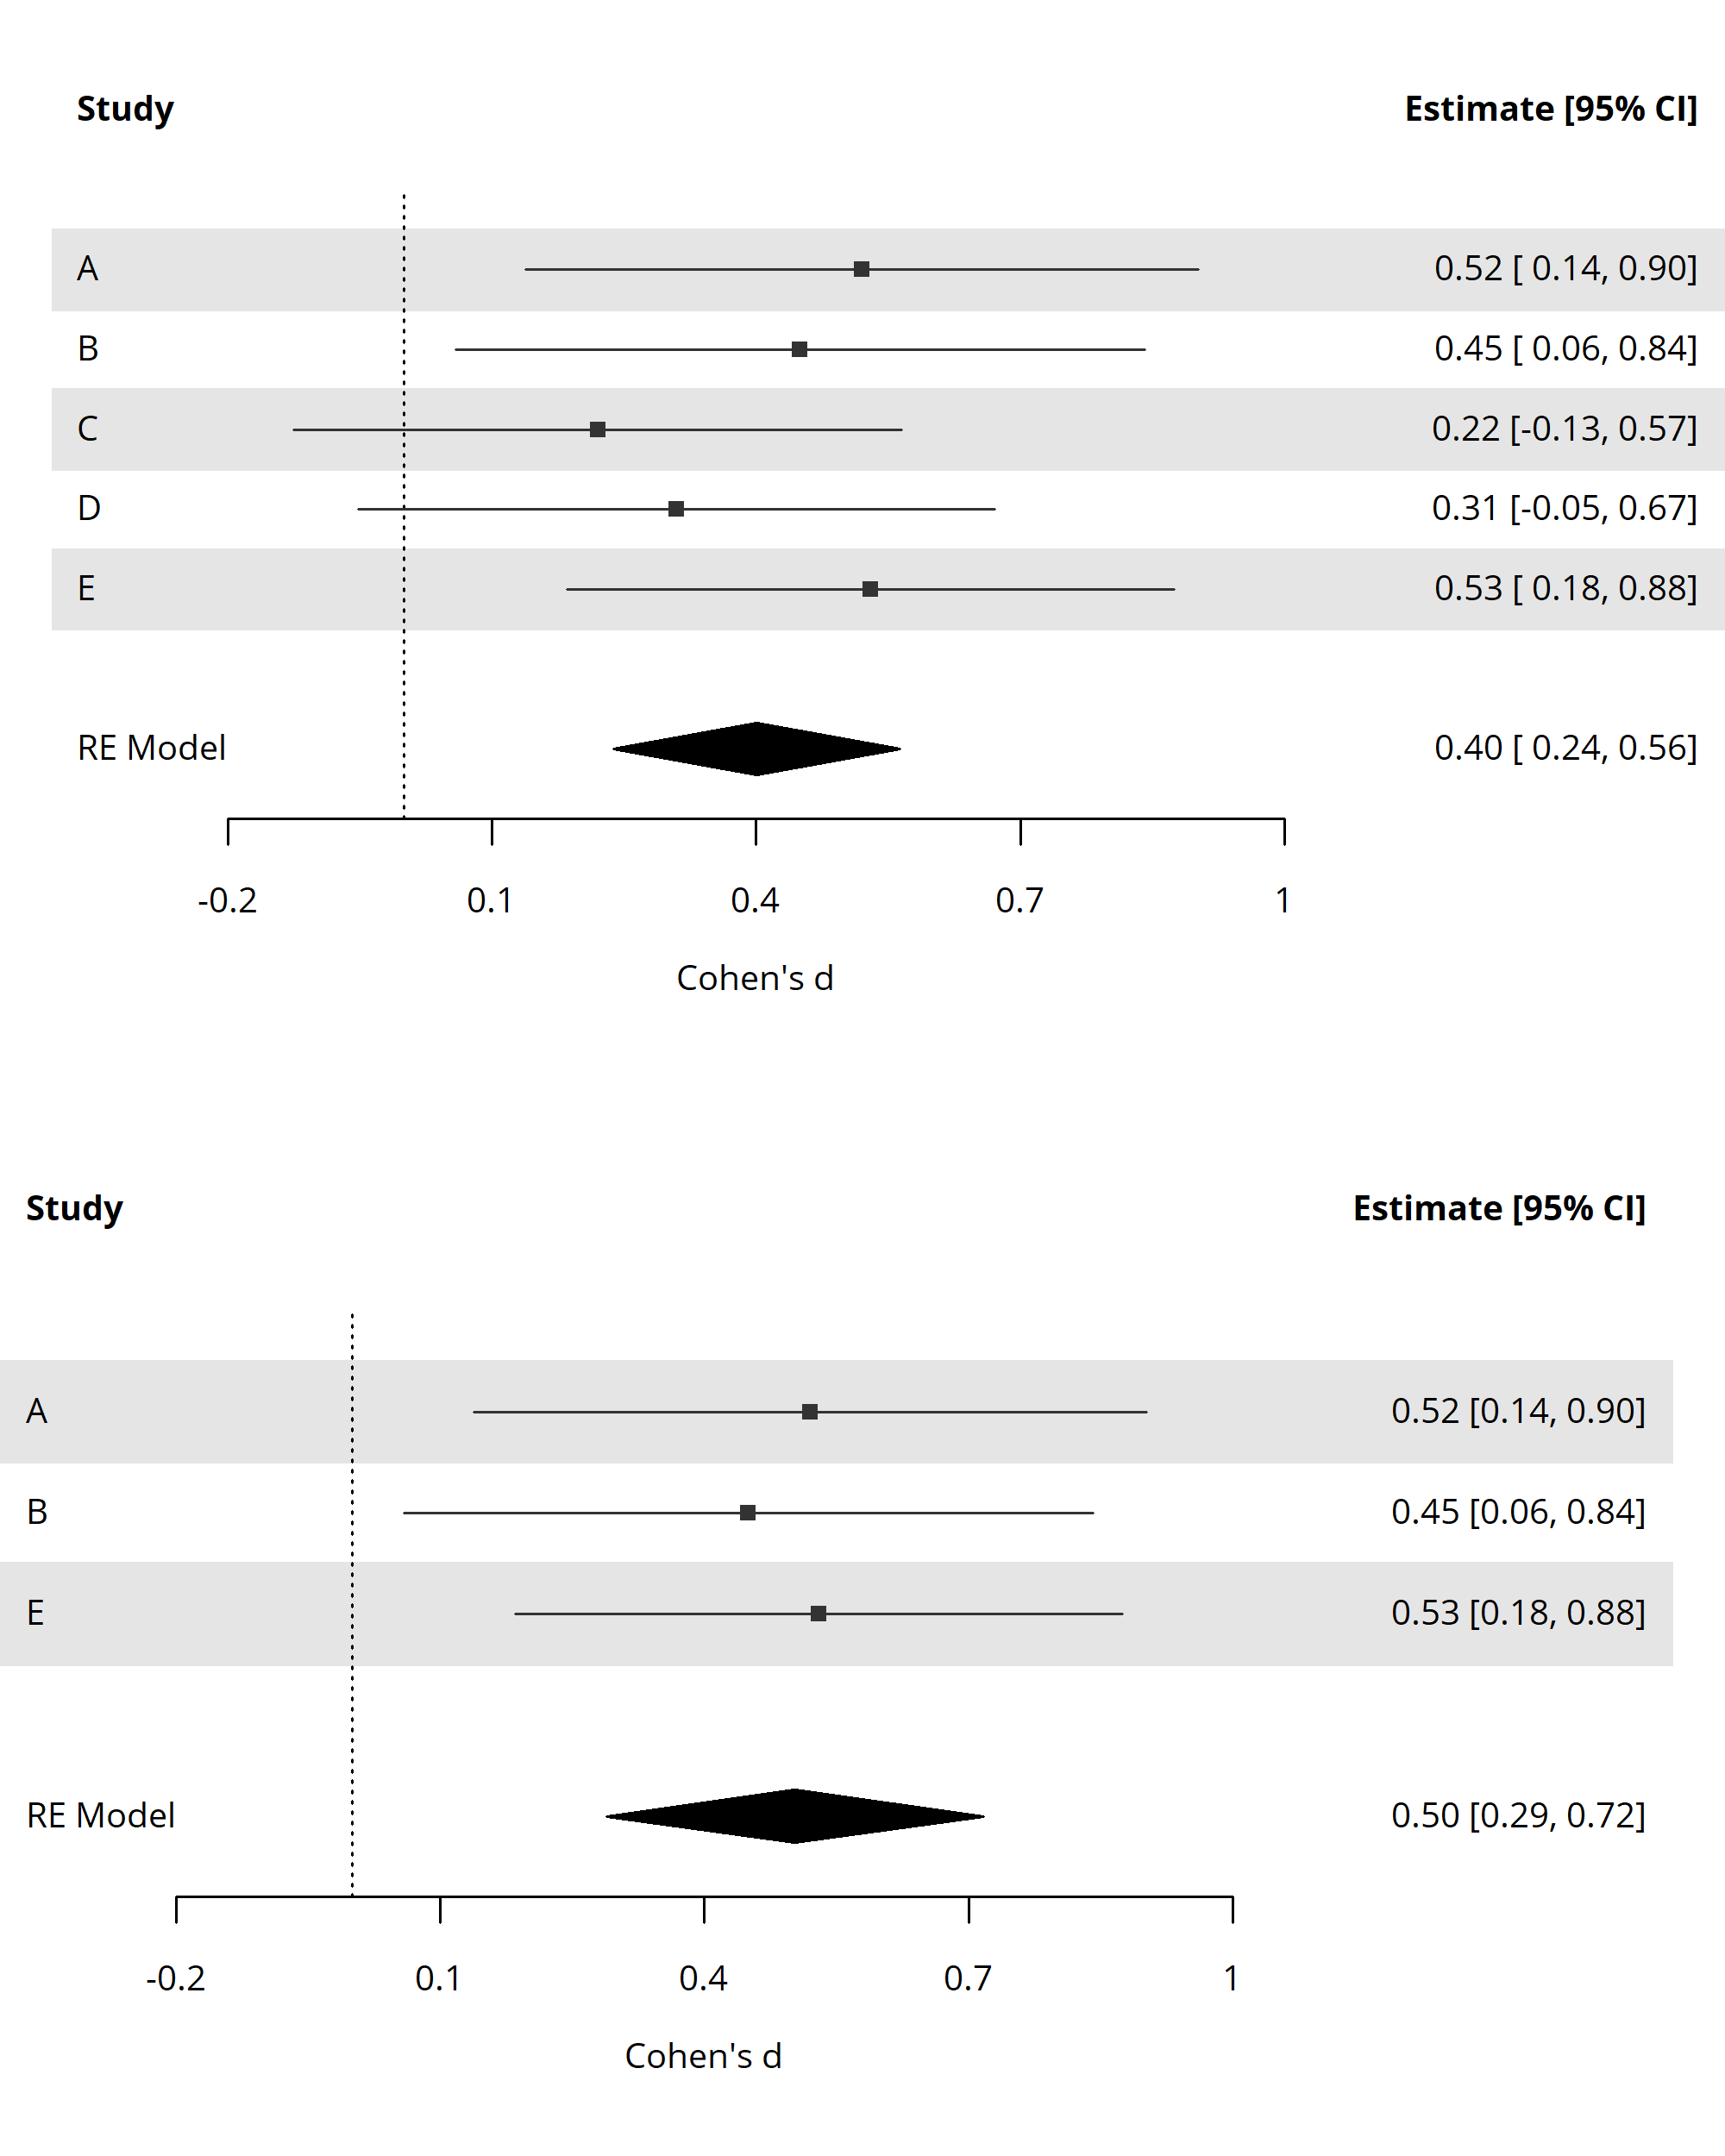 Study Estimate [95% CI]
A 0.52 [ 0.14, 0.90]
B 0.45 [ 0.06, 0.84]
C 0.22 [-0.13, 0.57]
D 0.31 [-0.05, 0.67]
E 0.53 [ 0.18, 0.88]
RE Model 0.40 [ 0.24, 0.56]
-0.2 0.1 0.4 0.7 1
Cohen's d
Study Estimate [95% CI]
A 0.52 [0.14, 0.90]
B 0.45 [0.06, 0.84]
E 0.53 [0.18, 0.88]
RE Model 0.50 [0.29, 0.72]
-0.2 0.1 0.4 0.7 1
Cohen's d